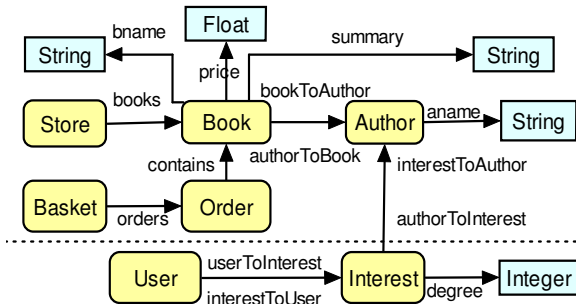 Float
bname
summary
String
String
price
books
bookToAuthor
aname
Store
Book
Author
String
contains
authorToBook
interestToAuthor
Basket
orders
Order
authorToInterest
User
userToInterest
interestToUser
Interest
degree
Integer